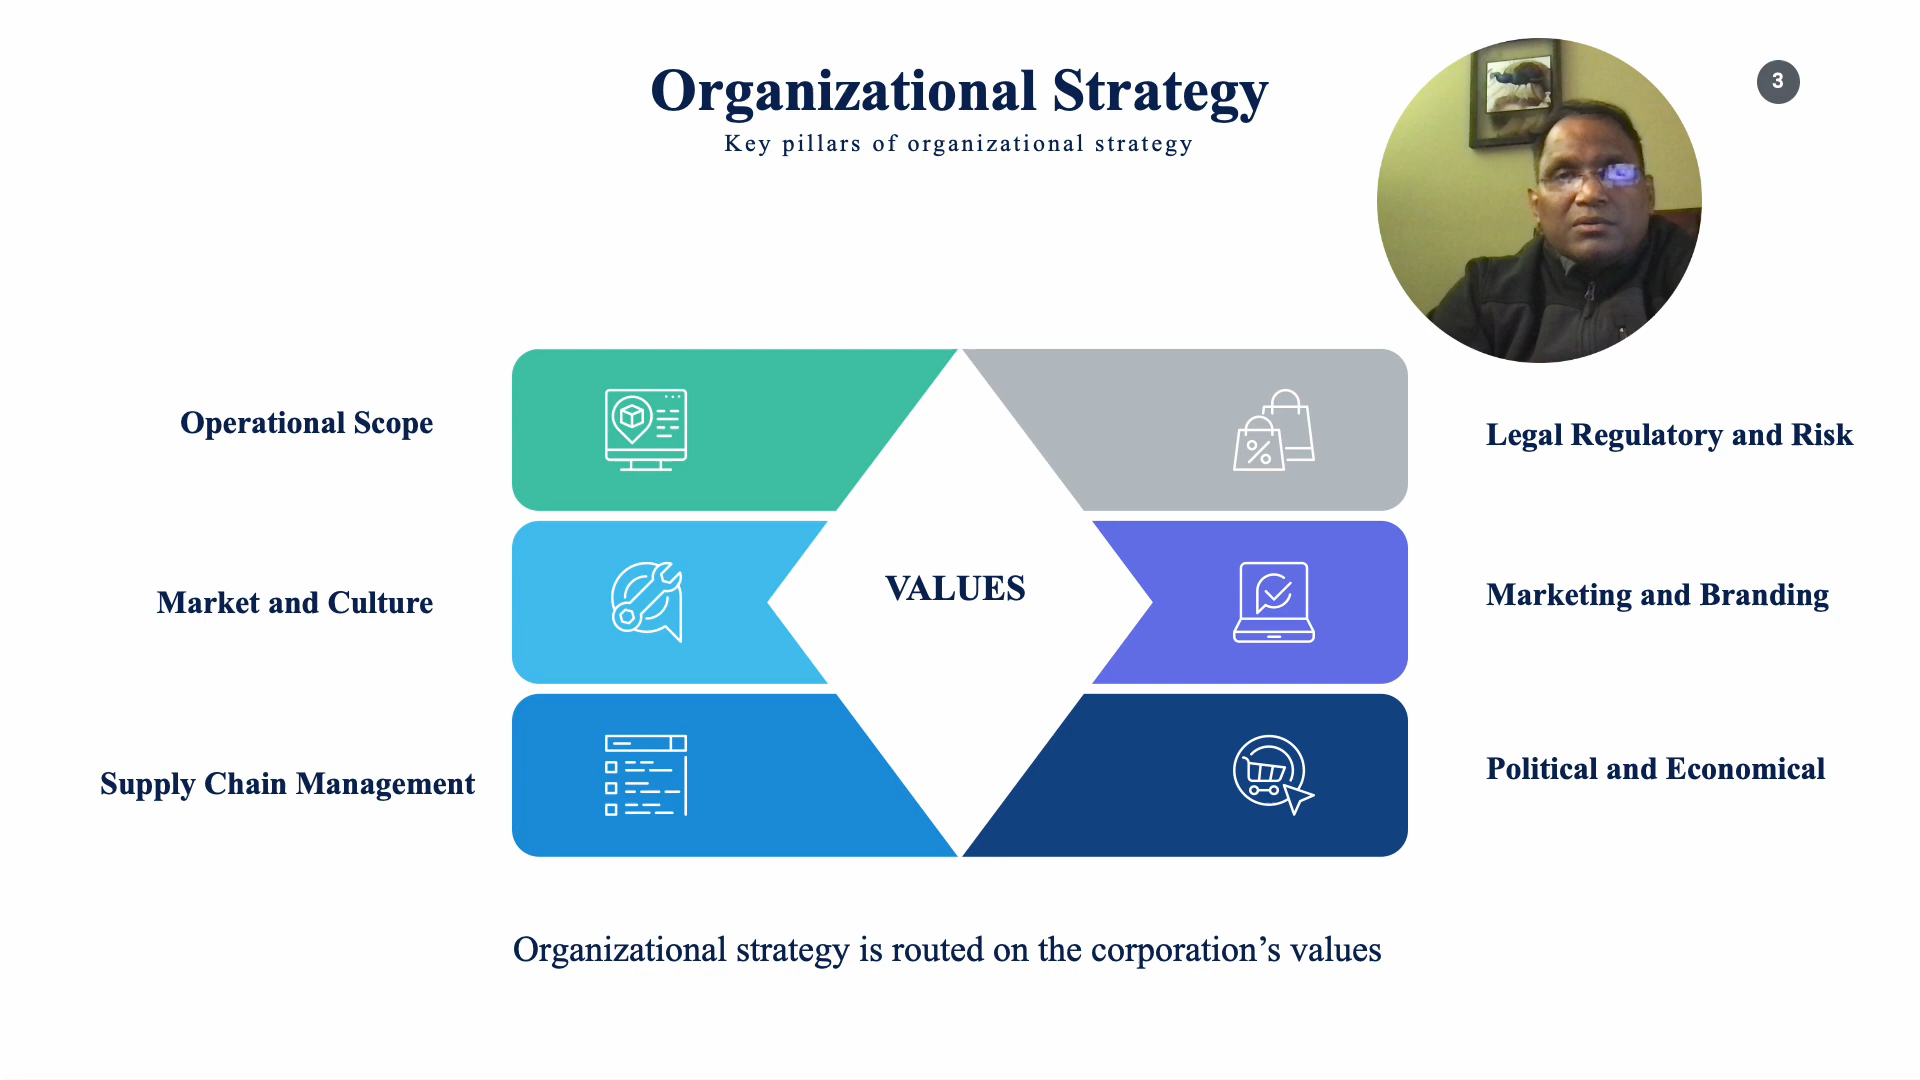 Organizational Strategy
Key pillars of organizational strategy
3
Operational Scope
Legal Regulatory and Risk
Market and Culture
VALUES
Marketing and Branding
Supply Chain Management
Political and Economical
Organizational strategy is routed on the corporation’s values